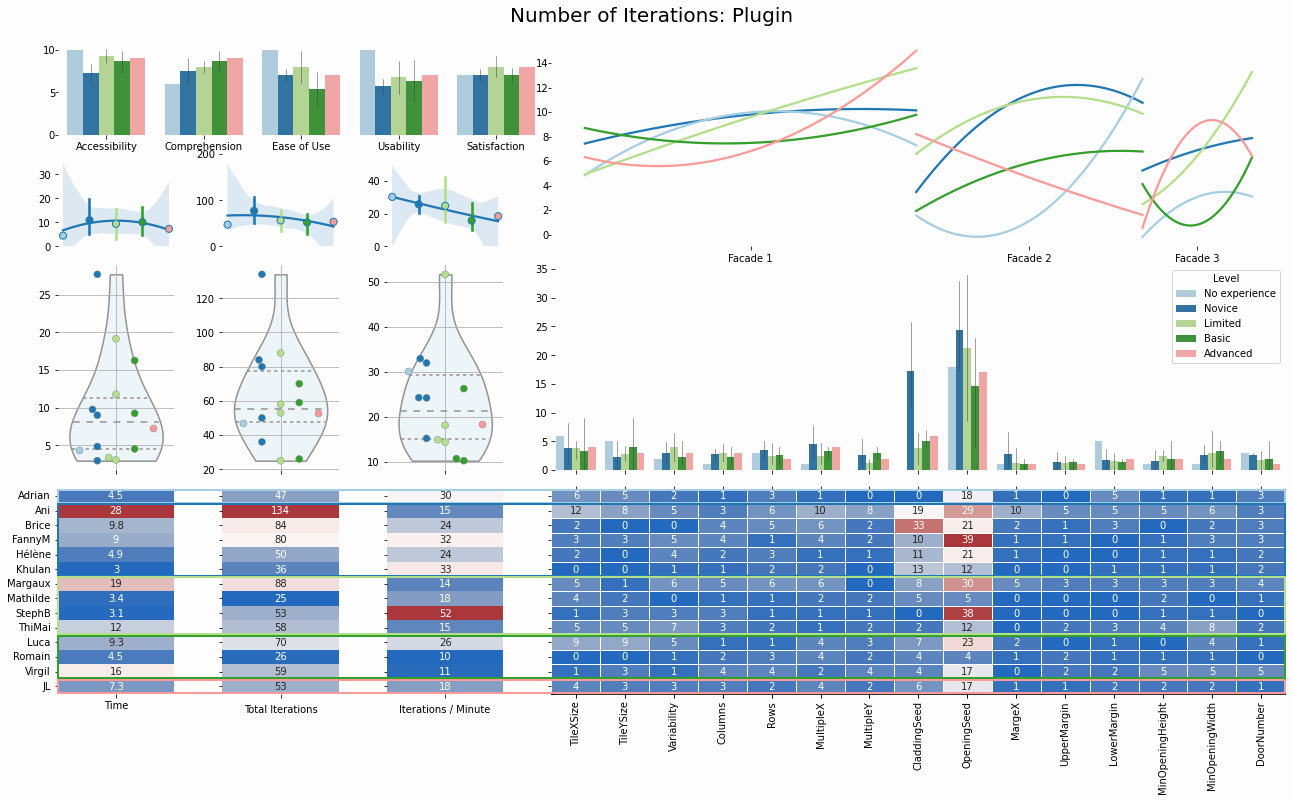 Number of Iterations: Plugin
10
5
0
Accessibility Comprehension Ease of Use Usability Satisfaction
14
12
10
8
6
4
2
0
Facade 1 Facade 2 Facade 3
30
20
10
0
200
100
0
40
20
0
25
20
15
10
5
120
100
80
60
40
20
50
40
30
20
10
35
30
25
20
15
10
5
0
Level
No experience
Novice
Limited
Basic
Advanced
Adrian 4.5 47 30 6 5 2 1 3 1 0 0 18 1 0 5 1 1 3
Ani 28 134 15 12 8 5 3 6 10 8 19 29 10 5 5 5 6 3
Brice 9.8 84 24 2 0 0 4 5 6 2 33 21 2 1 3 0 2 3
FannyM 9 80 32 3 3 5 4 1 4 2 10 39 1 1 0 1 3 3
Hélène 4.9 50 24 2 0 4 2 3 1 1 11 21 1 0 0 1 1 2
Khulan 3 36 33 0 0 1 2 2 1 0 13 12 0 0 1 1 1 2
Margaux 19 88 14 5 1 6 5 6 6 0 8 30 5 3 3 3 3 4
Mathilde 3.4 25 18 4 2 0 1 1 2 2 5 5 0 0 0 2 0 1
StephB 3.1 53 52 1 3 3 3 1 1 1 0 38 0 0 0 1 1 0
ThiMai 12 58 15 5 5 7 3 2 1 2 2 12 0 2 3 4 8 2
Luca 9.3 70 26 9 9 5 1 1 4 3 7 23 2 0 1 0 4 1
Romain 4.5 26 10 0 0 1 2 3 4 2 4 4 1 2 1 1 1 0
Virgil 16 59 11 1 3 1 4 4 2 4 4 17 0 2 2 5 5 5
JL 7.3 53 18 4 3 3 3 2 4 2 6 17 1 1 2 2 2 1
Time Total Iterations Iterations / Minute
TileXSize
TileYSize
Variability
Columns
Rows
MultipleX
MultipleY
CladdingSeed
OpeningSeed
MargeX
UpperMargin
LowerMargin
MinOpeningHeight
MinOpeningWidth
DoorNumber